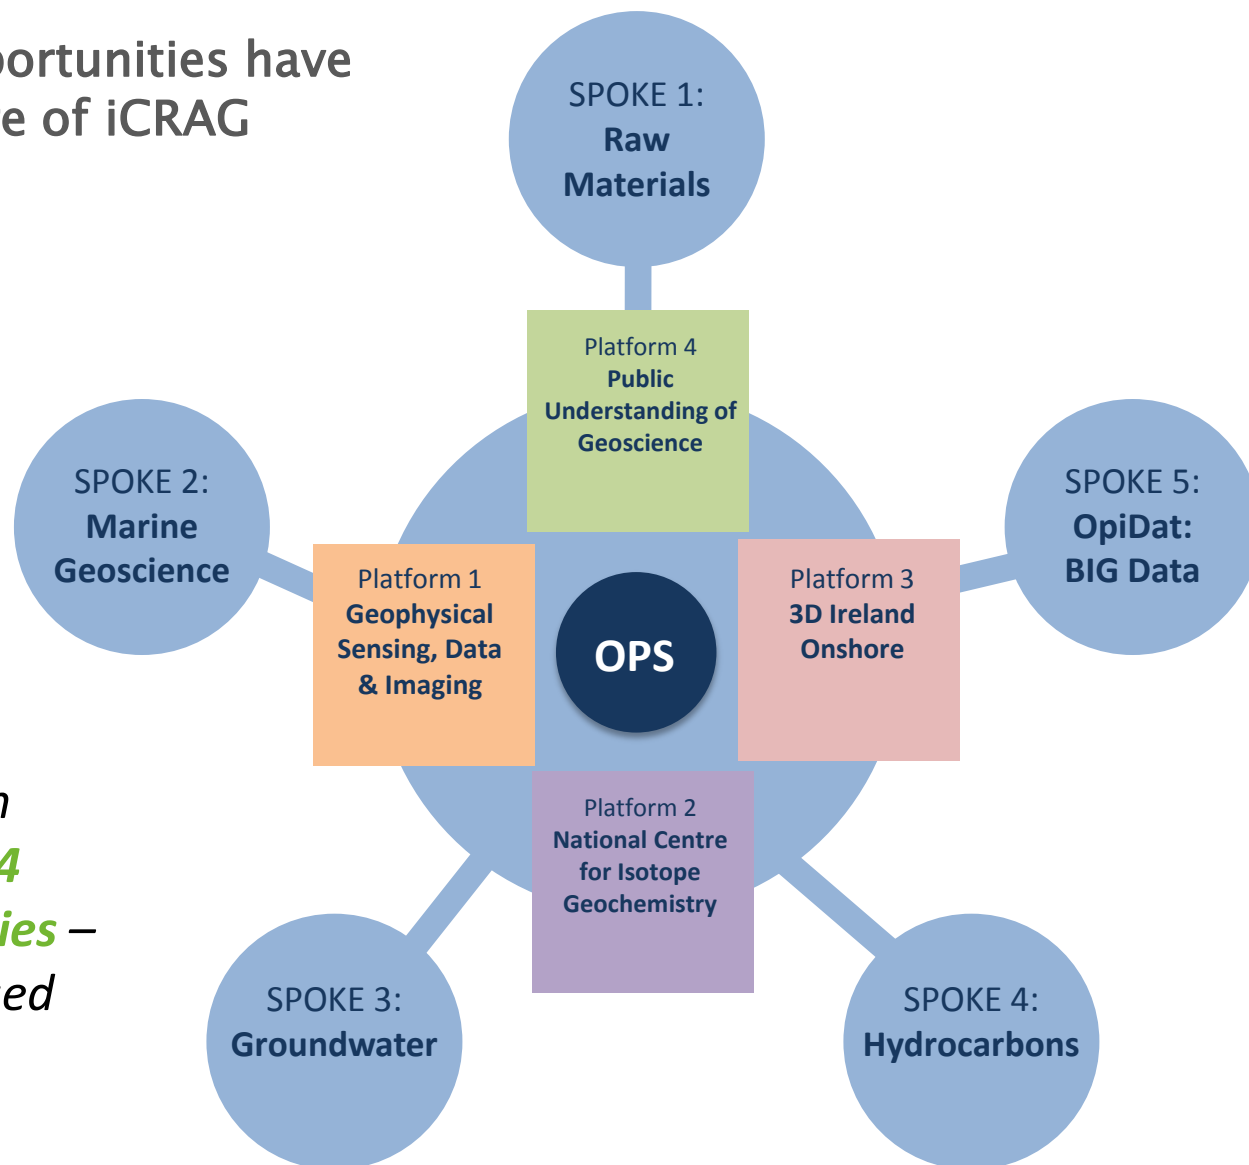 portunities have
e of iCRAG
SPOKE 1:
Raw
Materials
Platform 4
Public
Understanding of
Geoscience
SPOKE 2:
Marine
Geoscience
SPOKE 5:
OpiDat:
BIG Data
Platform 1
Geophysical
Sensing, Data
& Imaging
OPS
Platform 3
3D Ireland
Onshore
Platform 2
National Centre
for Isotope
Geochemistry
4
ies –
ed
SPOKE 3:
Groundwater
SPOKE 4:
Hydrocarbons